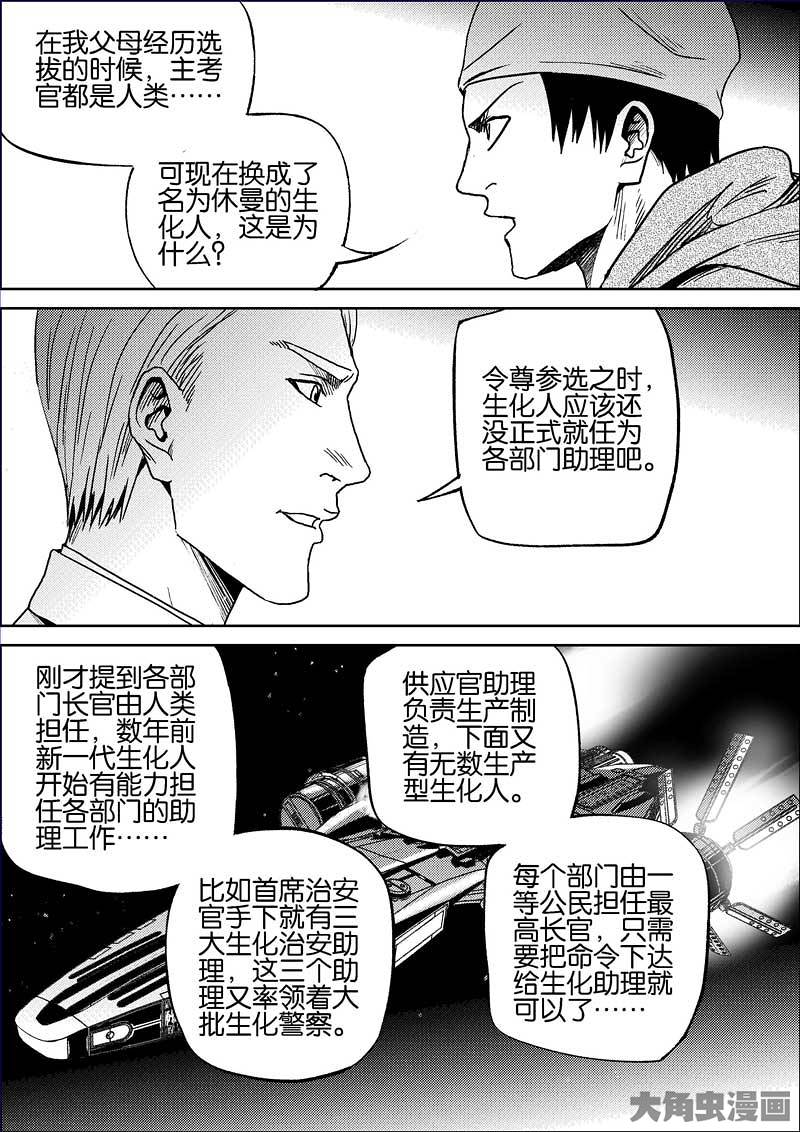 在我父母经历选
拔的时候，主考
官都是人类……
可现在换成了
名为休曼的生
化人，这是为
什么？
令尊参选之时，
生化人应该还
没正式就任为
各部门助理吧。
刚才提到各部
门长官由人类
担任，数年前
新一代生化人
开始有能力担
任各部门的助
理工作……
供应官助理
负责生产制
造，下面又
有无数生产
型生化人。
比如首席治安
官手下就有三
大生化治安助
理，这三个助
理又率领着大
批生化警察。
每个部门由一
等公民担任最
高长官，只需
要把命令下达
给生化助理就
可以了……
大角虫漫画